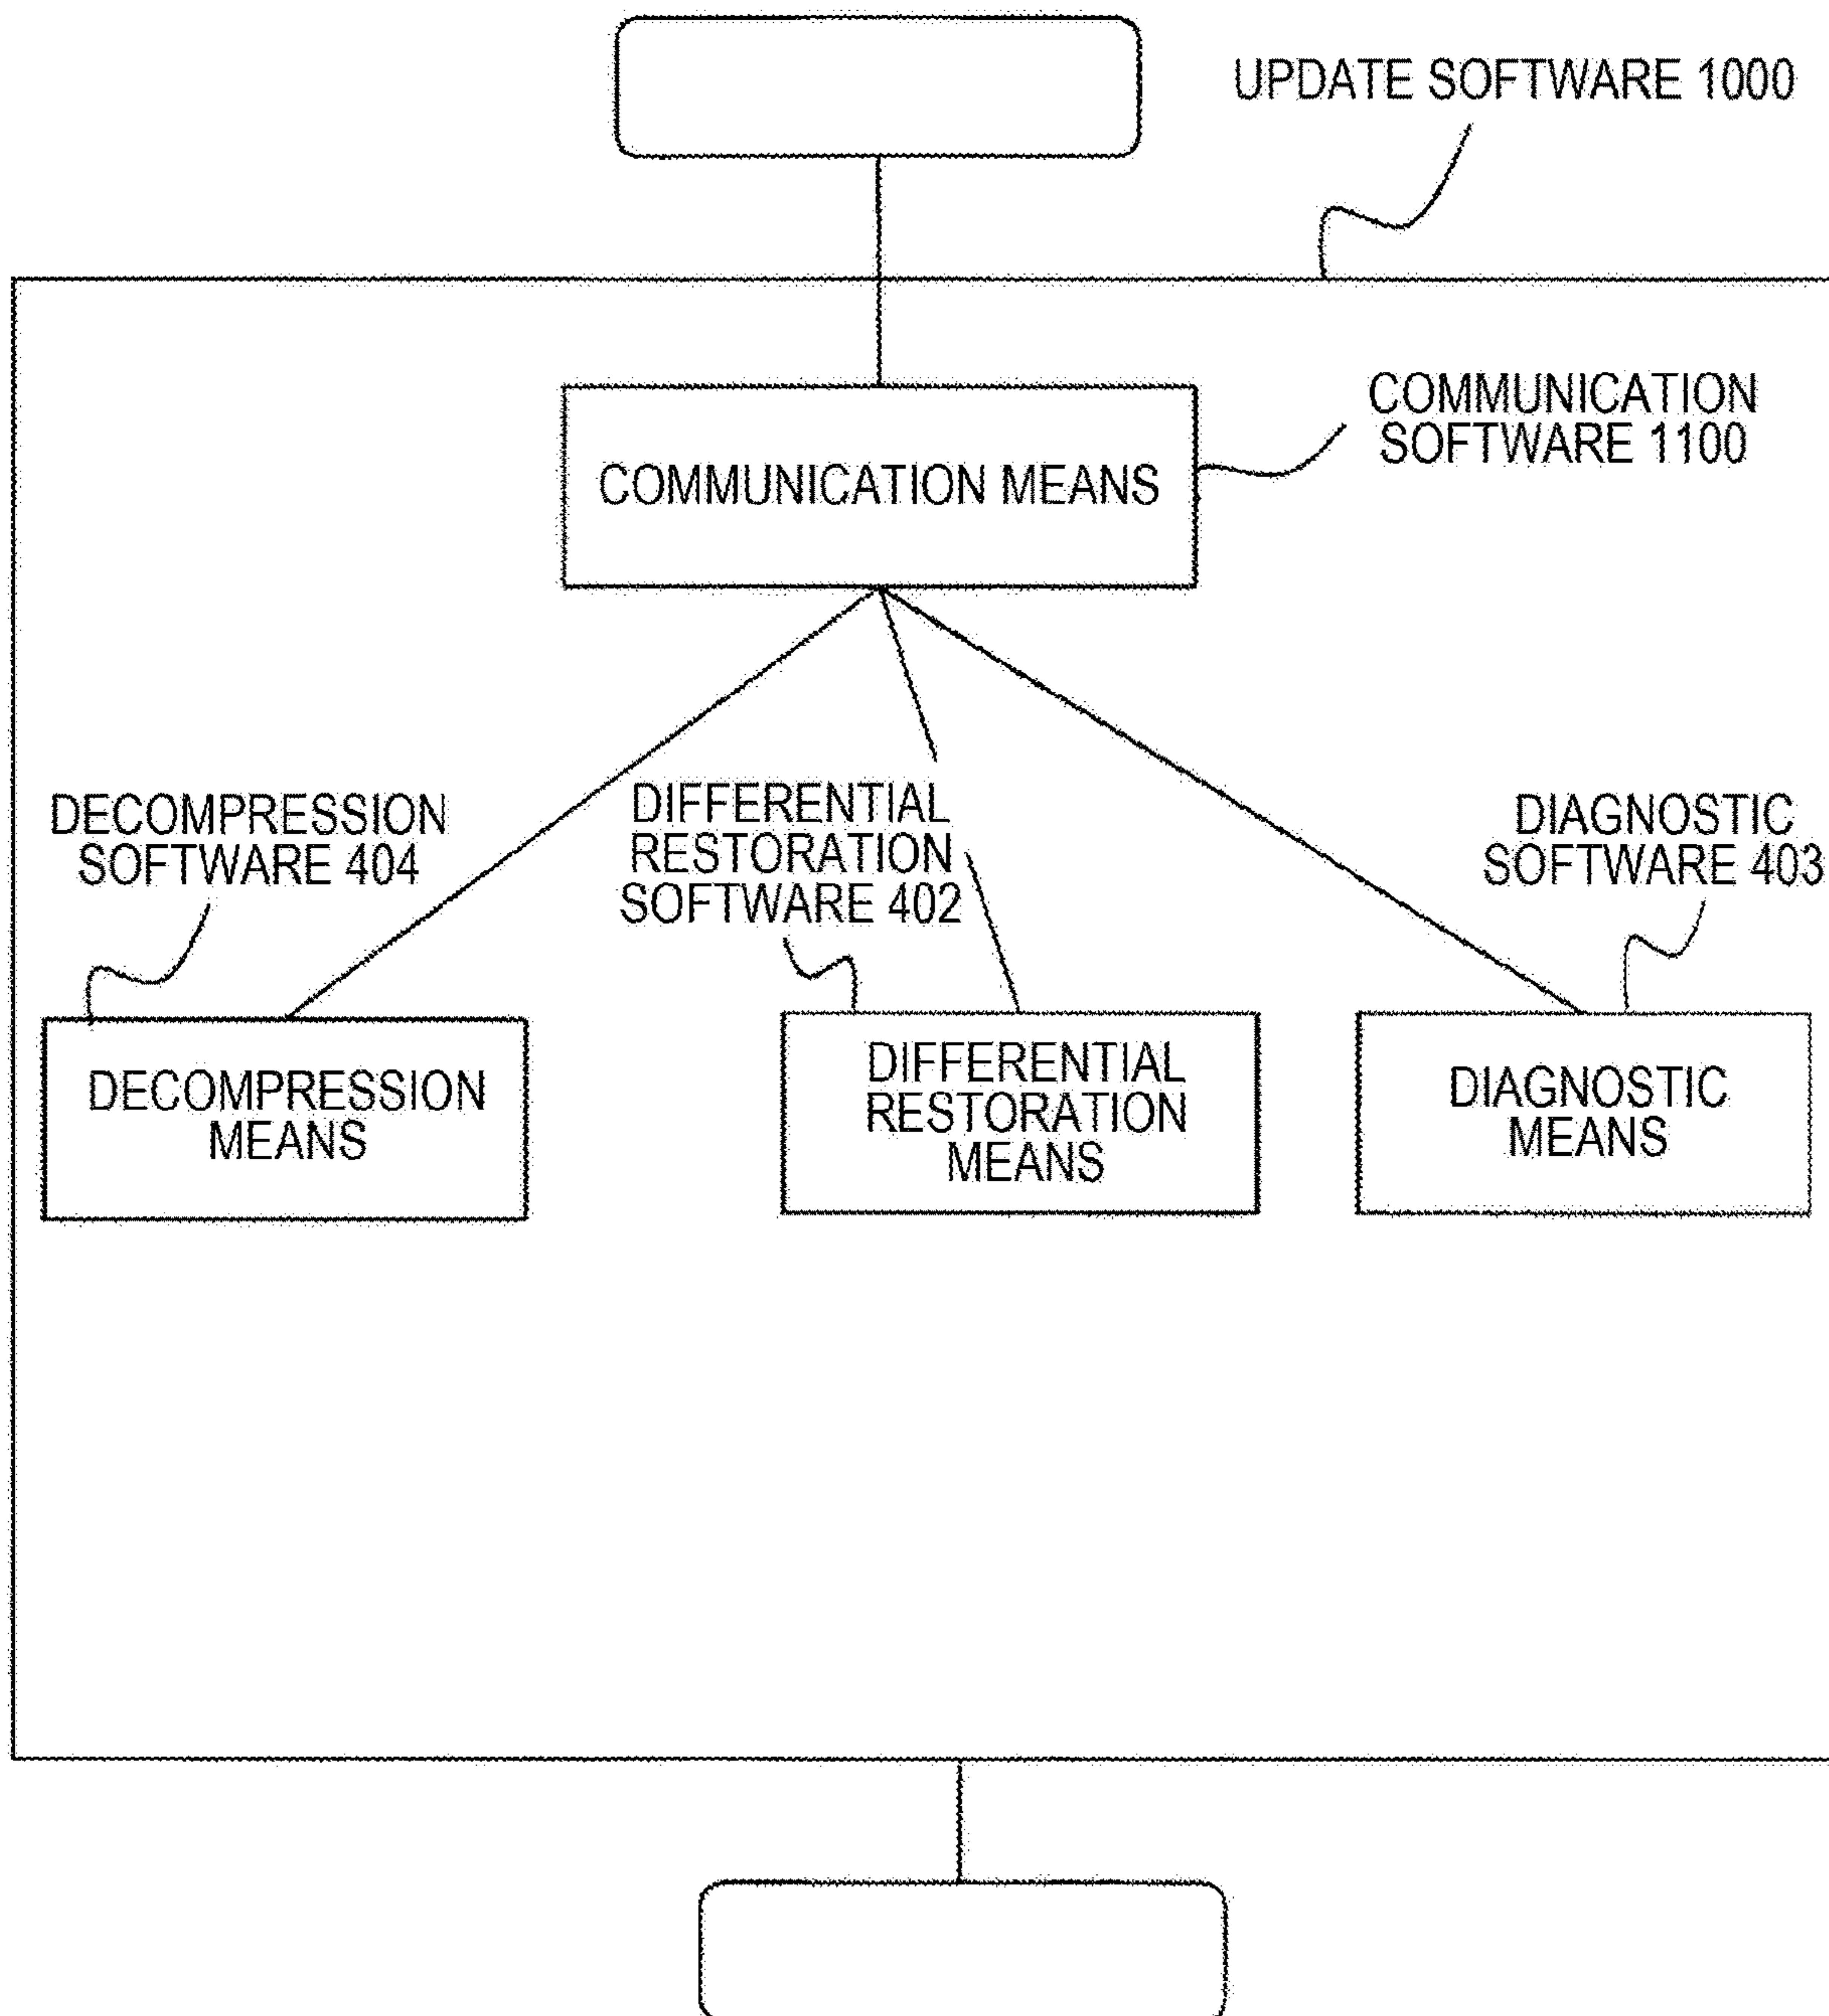 UPDATE SOFTWARE 1000
COMMUNICATION
SOFTWARE 1100
COMMUNICATION MEANS
DECOMPRESSION
SOFTWARE 404
DIFFERENTIAL
RESTORATION
SOFTWARE 402
DIAGNOSTIC
SOFTWARE 403
DECOMPRESSION
MEANS
DIFFERENTIAL
RESTORATION
MEANS
DIAGNOSTIC
MEANS